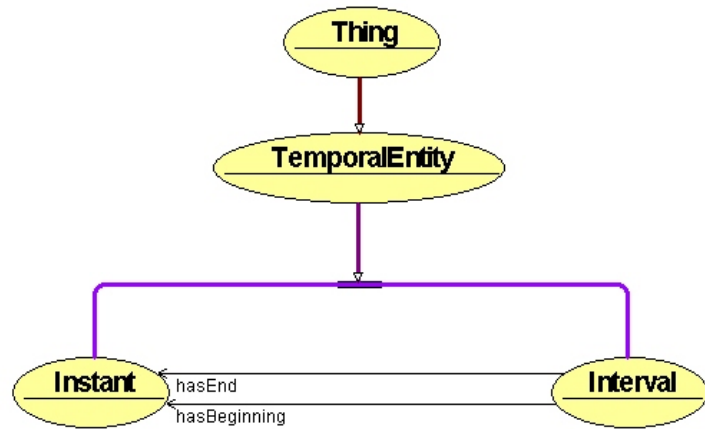 Thing
TemporalEntity
Instant
Interval
hasEnd
hasBeginning